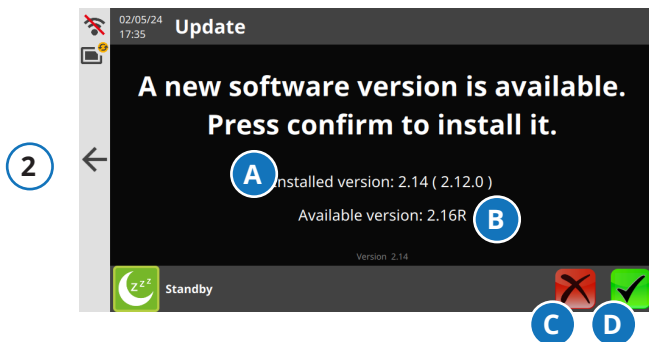 02/05/24
17:35
Update
A new software version is available.
Press confirm to install it.
2
A
Installed version: 2.14 ( 2.12.0 )
Available version: 2.16R
B
Version 2.14
zzz
Standby
C
D